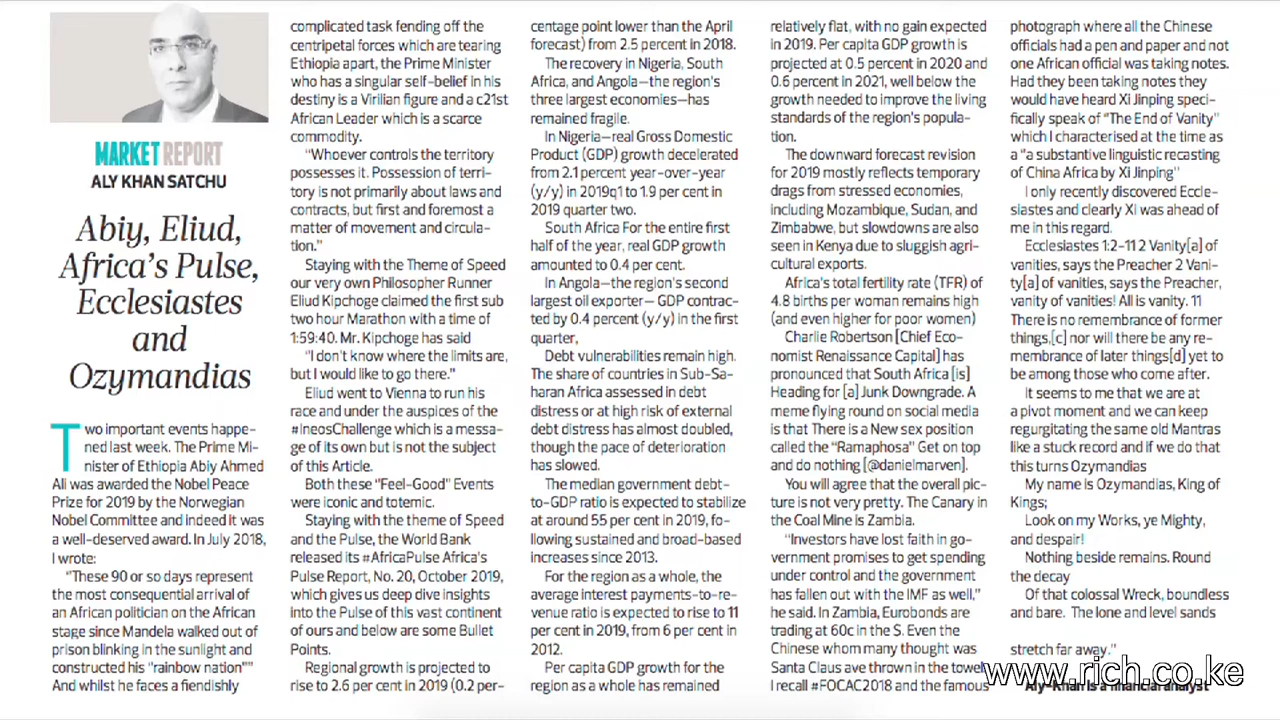 MARKET REPORT
ALY KHAN SATCHU
Abiy, Eliud,
Africa's Pulse,
Ecclesiastes
and
Ozymandias
Two important events happe-
ned last week. The Prime Mi-
nister of Ethiopia Abiy Ahmed
Ali was awarded the Nobel Peace
Prize for 2019 by the Norwegian
Nobel Committee and indeed it was
a well-deserved award. In July 2018,
I wrote:
"These 90 or so days represent
the most consequential arrival of
an African politician on the African
stage since Mandela walked out of
prison blinking in the sunlight and
constructed his "rainbow nation""
And whilst he faces a fiendishly
complicated task fending off the
centripetal forces which are tearing
Ethiopia apart, the Prime Minister
who has a singular self-belief in his
destiny is a Virilian figure and a c21st
African Leader which is a scarce
commodity.
"Whoever controls the territory
possesses it. Possession of terri-
tory is not primarily about laws and
contracts, but first and foremost a
matter of movement and circula-
tion."
Staying with the Theme of Speed
our very own Philosopher Runner
Eliud Kipchoge claimed the first sub
two hour Marathon with a time of
1:59:40. Mr. Kipchoge has said
"I don't know where the limits are,
but I would like to go there."
Eliud went to Vienna to run his
race and under the auspices of the
#IneosChallenge which is a messa-
ge of its own but is not the subject
of this Article.
Both these "Feel-Good" Events
were iconic and totemic.
Staying with the theme of Speed
and the Pulse, the World Bank
released its #AfricaPulse Africa's
Pulse Report, No. 20, October 2019,
which gives us deep dive insights
into the Pulse of this vast continent
of ours and below are some Bullet
Points.
Regional growth is projected to
rise to 2.6 per cent in 2019 (0.2 per-
centage point lower than the April
forecast) from 2.5 percent in 2018.
The recovery in Nigeria, South
Africa, and Angola—the region's
three largest economies—has
remained fragile.
In Nigeria—real Gross Domestic
Product (GDP) growth decelerated
from 2.1 percent year-over-year
(y/y) in 2019q1 to 1.9 per cent in
2019 quarter two.
South Africa For the entire first
half of the year, real GDP growth
amounted to 0.4 per cent.
In Angola—the region's second
largest oil exporter— GDP contrac-
ted by 0.4 percent (y/y) in the first
quarter,
Debt vulnerabilities remain high.
The share of countries in Sub-Sa-
haran Africa assessed in debt
distress or at high risk of external
debt distress has almost doubled,
though the pace of deterioration
has slowed.
The median government debt-
to-GDP ratio is expected to stabilize
at around 55 per cent in 2019, fo-
llowing sustained and broad-based
increases since 2013.
For the region as a whole, the
average interest payments-to-re-
venue ratio is expected to rise to 11
per cent in 2019, from 6 per cent in
2012.
Per capita GDP growth for the
region as a whole has remained
relatively flat, with no gain expected
in 2019. Per capita GDP growth is
projected at 0.5 percent in 2020 and
0.6 percent in 2021, well below the
growth needed to improve the living
standards of the region's popula-
tion.
The downward forecast revision
for 2019 mostly reflects temporary
drags from stressed economies,
including Mozambique, Sudan, and
Zimbabwe, but slowdowns are also
seen in Kenya due to sluggish agri-
cultural exports.
Africa's total fertility rate (TFR) of
4.8 births per woman remains high
(and even higher for poor women)
Charlie Robertson [Chief Eco-
nomist Renaissance Capital] has
pronounced that South Africa [is]
Heading for [a] Junk Downgrade. A
meme flying round on social media
is that There is a New sex position
called the "Ramaphosa" Get on top
and do nothing [@danielmarven].
You will agree that the overall pic-
ture is not very pretty. The Canary in
the Coal Mine is Zambia.
"Investors have lost faith in go-
vernment promises to get spending
under control and the government
has fallen out with the IMF as well,"
he said. In Zambia, Eurobonds are
trading at 60c in the $. Even the
Chinese whom many thought was
Santa Claus ave thrown in the towel
I recall #FOCAC2018 and the famous
photograph where all the Chinese
officials had a pen and paper and not
one African official was taking notes.
Had they been taking notes they
would have heard Xi Jinping speci-
fically speak of "The End of Vanity"
which I characterised at the time as
a "a substantive linguistic recasting
of China Africa by Xi Jinping"
I only recently discovered Eccle-
siastes and clearly Xi was ahead of
me in this regard.
Ecclesiastes 1:2-11 2 Vanity[a] of
vanities, says the Preacher 2 Vani-
ty[a] of vanities, says the Preacher,
vanity of vanities! All is vanity. 11
There is no remembrance of former
things,[c] nor will there be any re-
membrance of later things[d] yet to
be among those who come after.
It seems to me that we are at
a pivot moment and we can keep
regurgitating the same old Mantras
like a stuck record and if we do that
this turns Ozymandias
My name is Ozymandias, King of
Kings;
Look on my Works, ye Mighty,
and despair!
Nothing beside remains. Round
the decay
Of that colossal Wreck, boundless
and bare. The lone and level sands
stretch far away."
Aly-Khan is a financial analyst
www.rich.co.ke